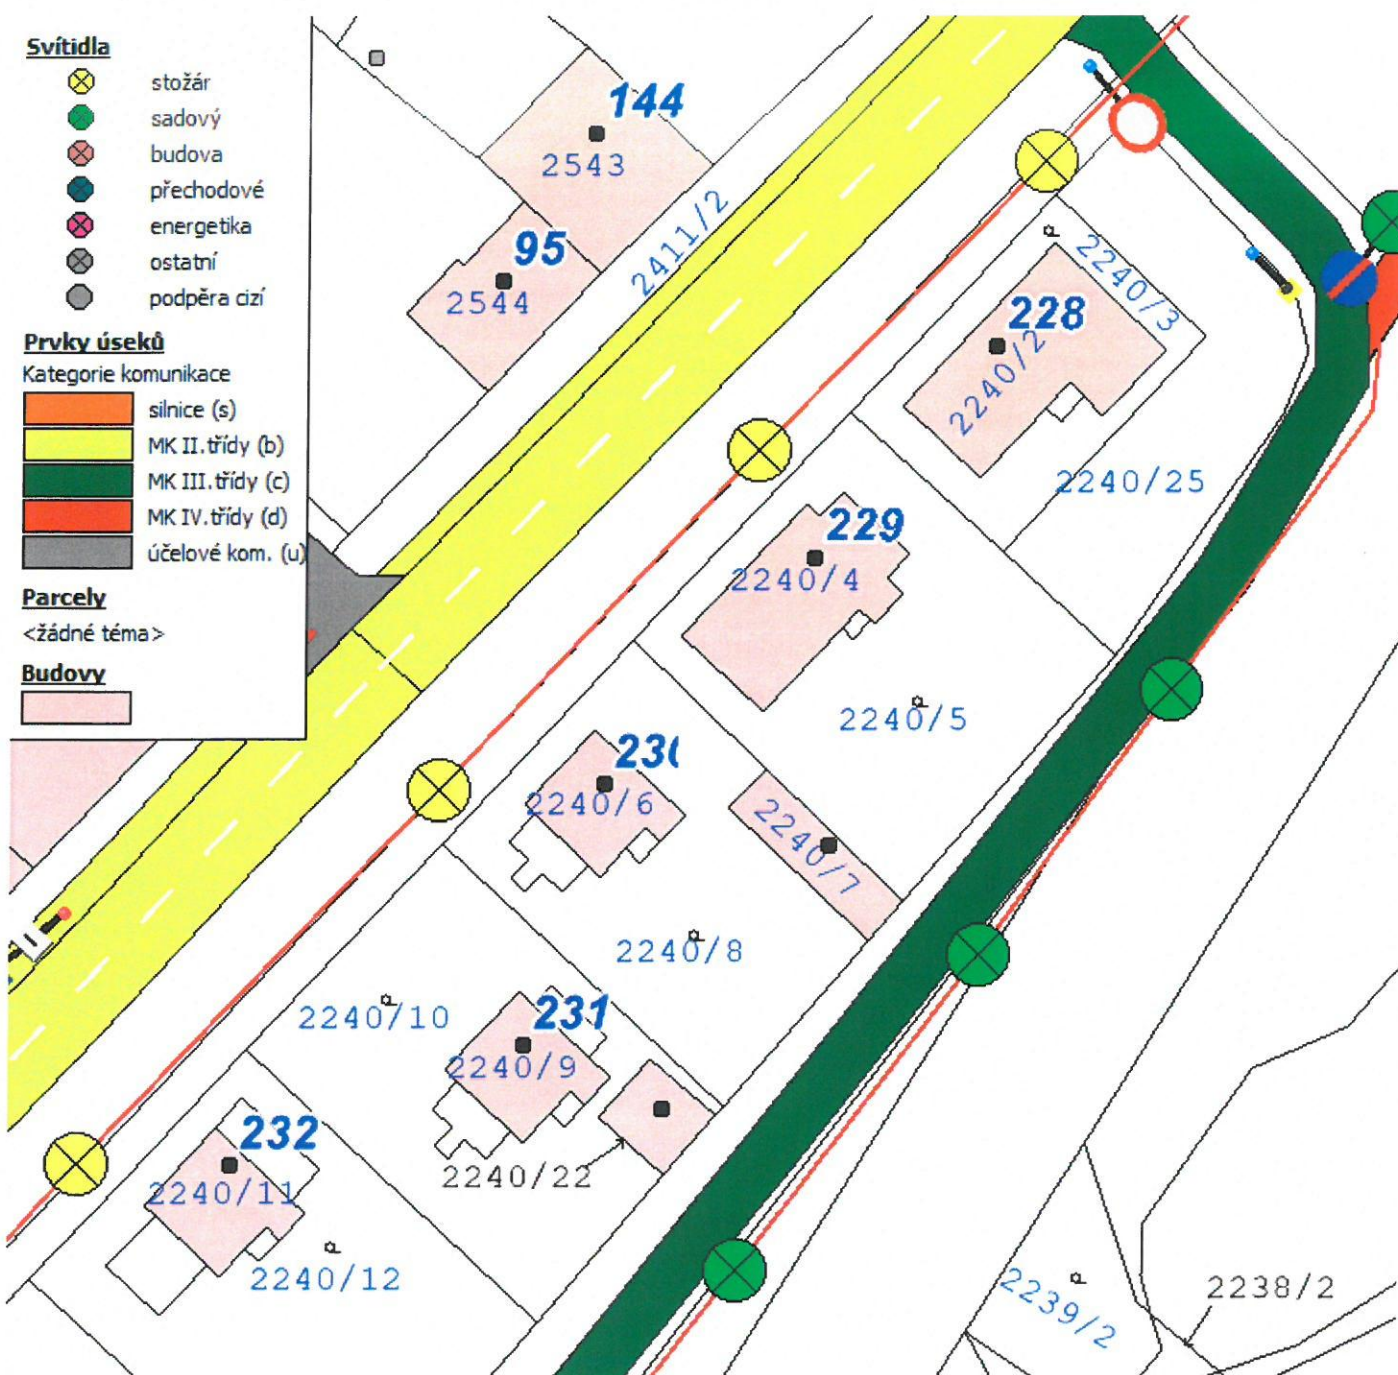 Svítidla
stožár
sadový
budova
přechodové
energetika
ostatní
podpěra cizí
Prvky úseků
Kategorie komunikace
silnice (s)
MK II.třídy (b)
MK III.třídy (c)
MK IV.třídy (d)
účelové kom. (u)
Parcely
<žádné téma>
Budovy
144
2543
95
2544
2411/2
2240/3
228
2240/2
2240/25
229
2240/4
2240/5
2240/6
2240/7
2240/8
2240/10
231
2240/9
2240/22
232
2240/11
2240/12
2239/2
2238/2